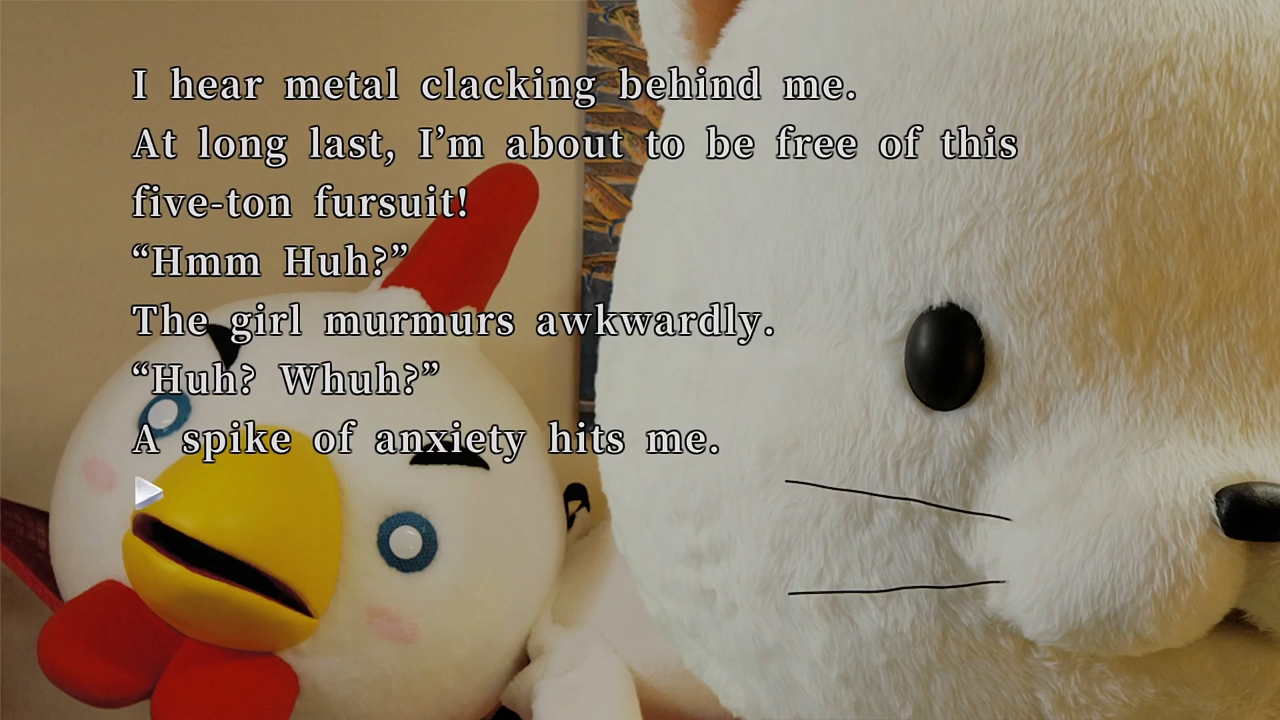 I hear metal clacking behind me.
At long last, I’m about to be free of this
five-ton fursuit!
“Hmm Huh?”
The girl murmurs awkwardly.
“Huh? Whuh?”
A spike of anxiety hits me.